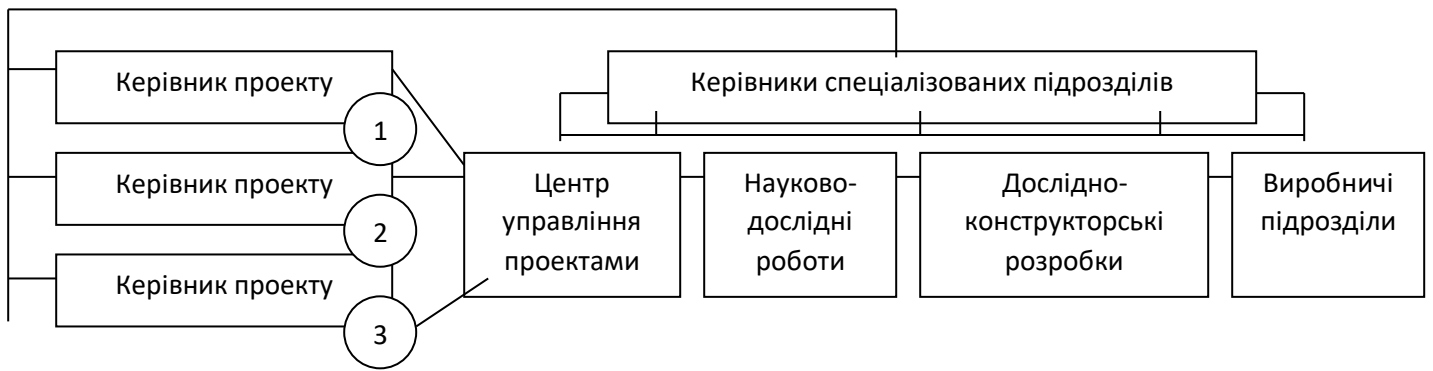 Керівник проекту
1
Керівник проекту
2
Керівник проекту
3
Керівники спеціалізованих підрозділів
Центр
управління
проектами
Науково-
дослідні
роботи
Дослідно-
конструкторські
розробки
Виробничі
підрозділи